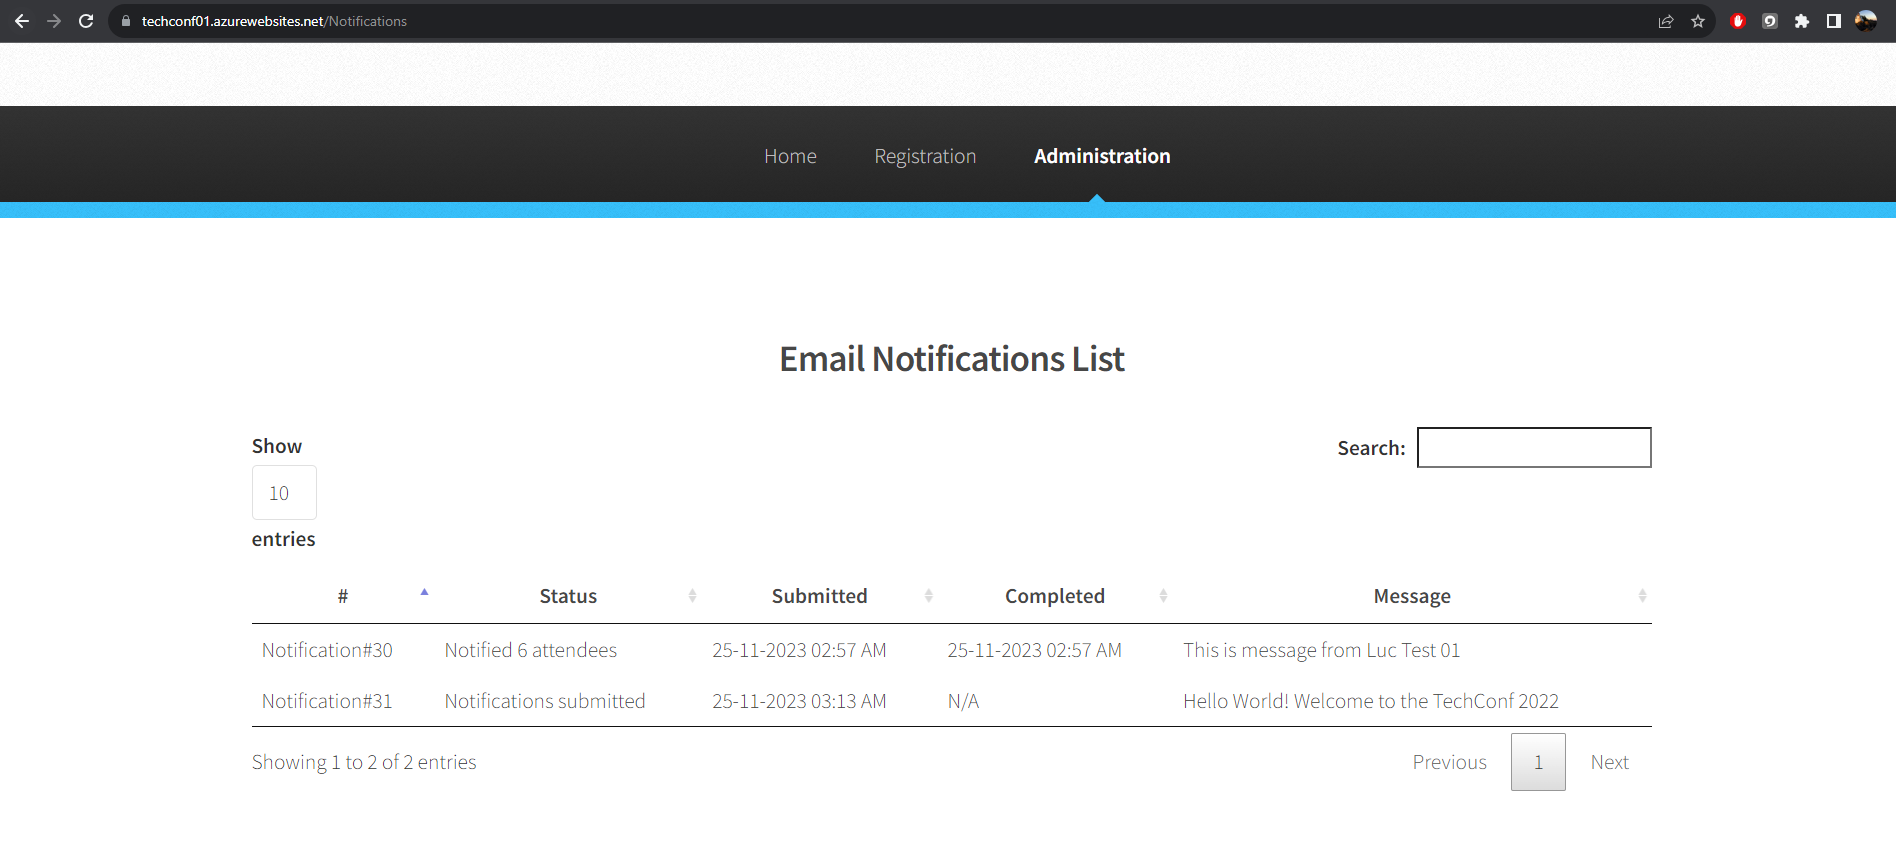 techconf01.azurewebsites.net/Notifications
Home Registration Administration
Email Notifications List
Show
10
entries
Search:
# Status Submitted Completed Message
Notification#30 Notified 6 attendees 25-11-2023 02:57 AM 25-11-2023 02:57 AM This is message from Luc Test 01
Notification#31 Notifications submitted 25-11-2023 03:13 AM N/A Hello World! Welcome to the TechConf 2022
Showing 1 to 2 of 2 entries
Previous 1 Next